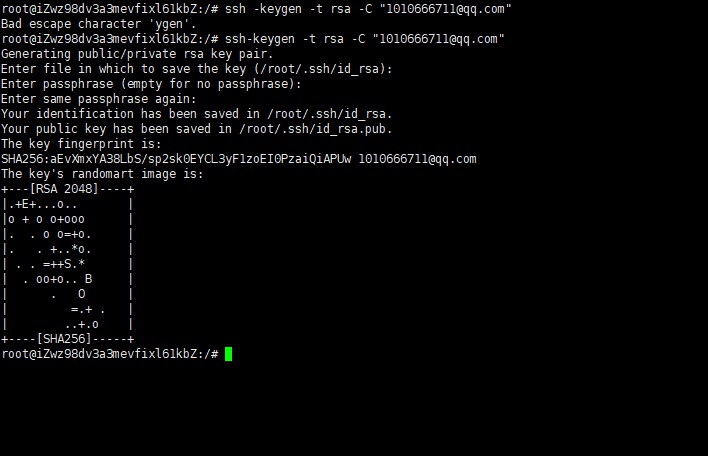 root@iZwz98dv3a3mevfixl61kbZ:/# ssh -keygen -t rsa -C "1010666711@qq.com"
Bad escape character 'ygen'.
root@iZwz98dv3a3mevfixl61kbZ:/# ssh-keygen -t rsa -C "1010666711@qq.com"
Generating public/private rsa key pair.
Enter file in which to save the key (/root/.ssh/id_rsa):
Enter passphrase (empty for no passphrase):
Enter same passphrase again:
Your identification has been saved in /root/.ssh/id_rsa.
Your public key has been saved in /root/.ssh/id_rsa.pub.
The key fingerprint is:
SHA256:aEvXmxYA38LbS/sp2sk0EYCL3yF1zoEI0PzaiQiAPUw 1010666711@qq.com
The key's randomart image is:
+---[RSA 2048]----+
|.+E+...o..       |
|o + o o+ooo      |
|.  . o o=+o.     |
|.   . +..*o.     |
| . . =++S.*      |
|  . oo+o.. B     |
|      .   O      |
|         =.+ .   |
|        ..+.o    |
+----[SHA256]-----+
root@iZwz98dv3a3mevfixl61kbZ:/#